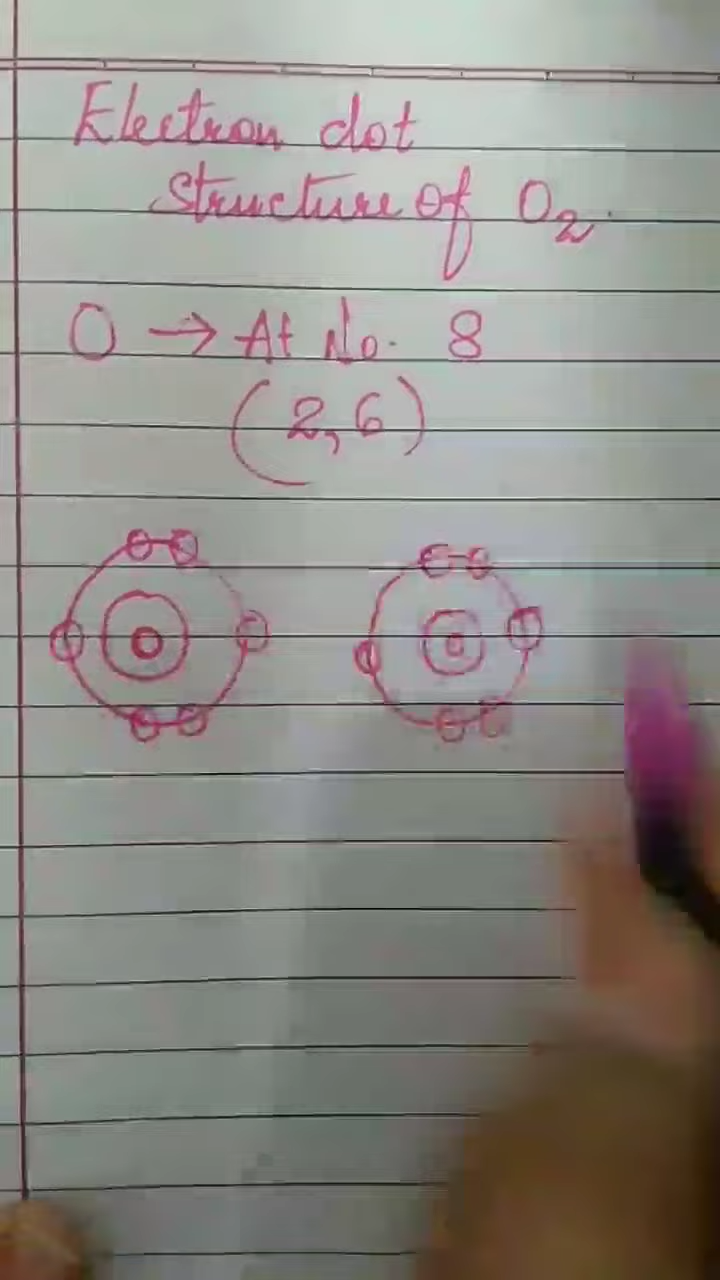 Electron dot
Structure of O₂.
O → At No. 8
(2,6)